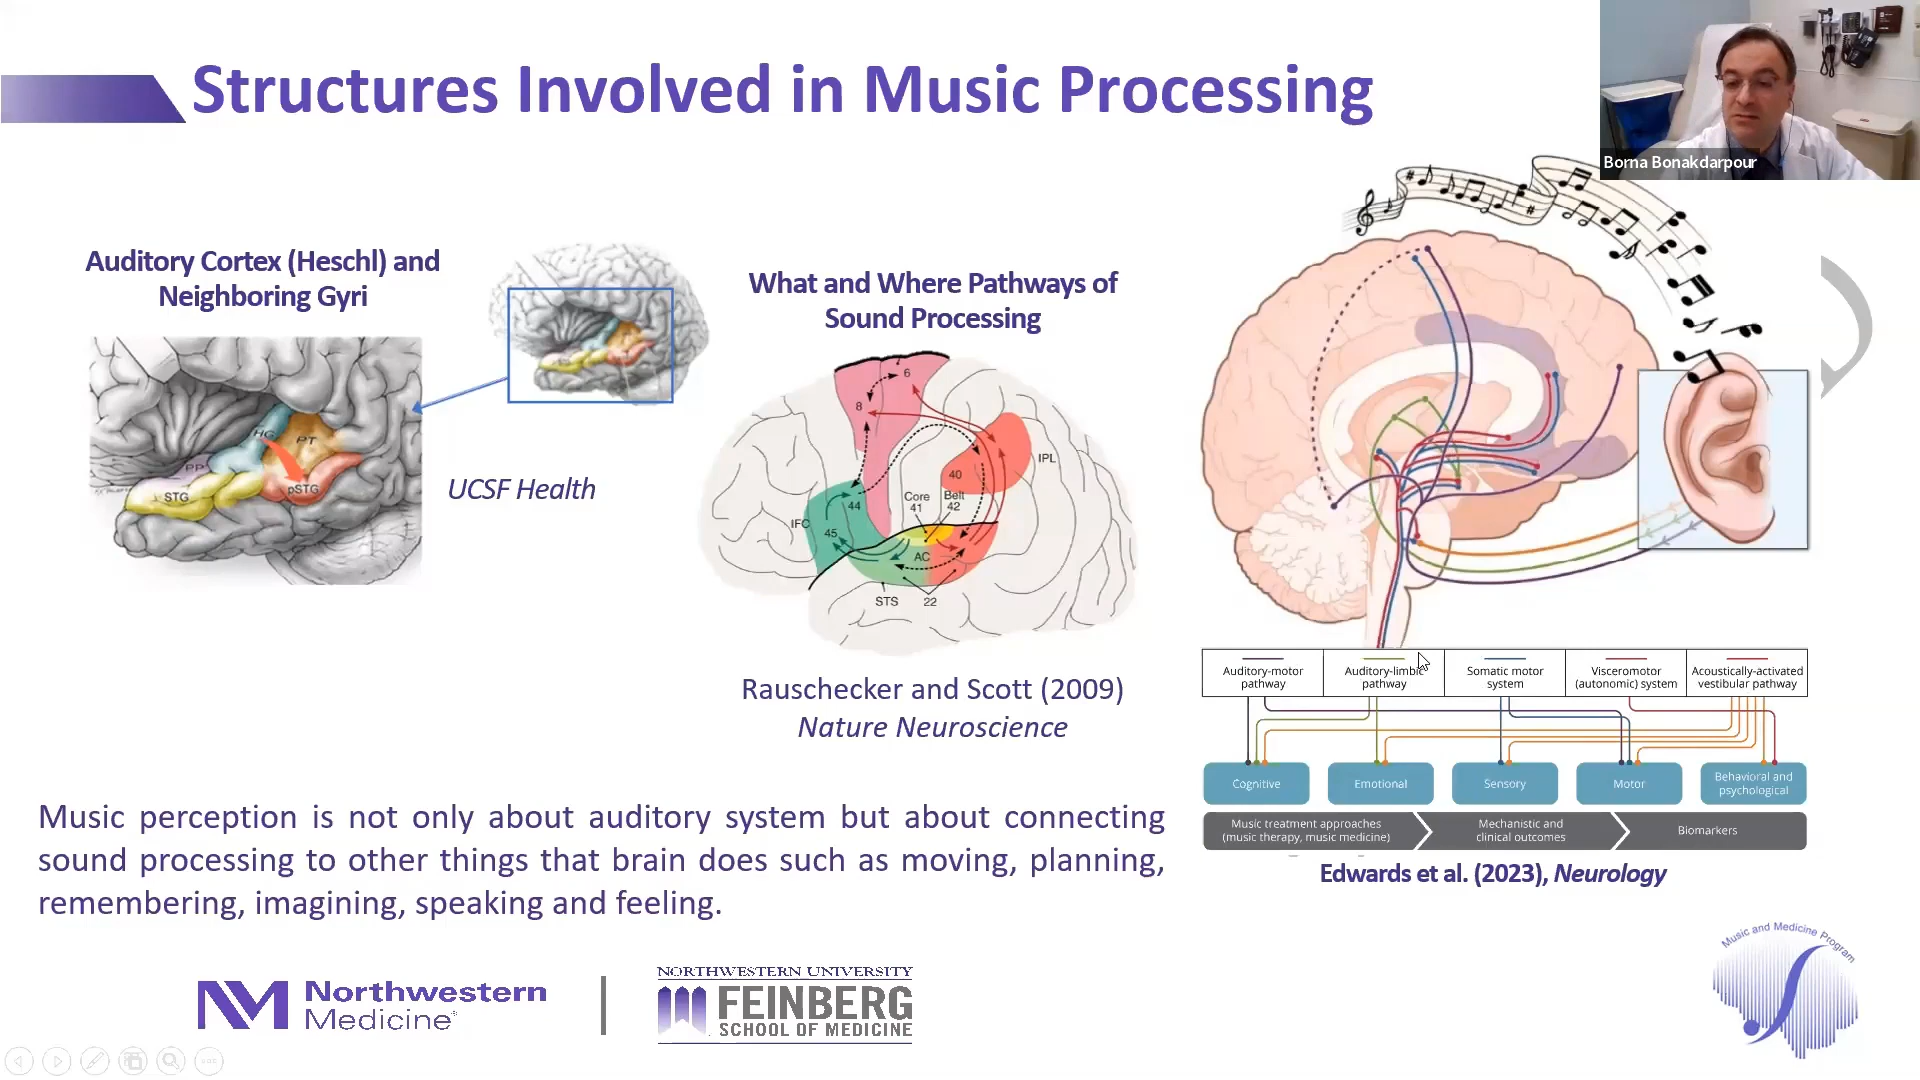 Structures Involved in Music Processing
Borna Bonakdarpour
Auditory Cortex (Heschl) and
Neighboring Gyri
HG
PT
PP
pSTG
STG
UCSF Health
What and Where Pathways of
Sound Processing
6
8
IPL
40
Core
41
Belt
42
44
IFC
45
AC
STS
22
Rauschecker and Scott (2009)
Nature Neuroscience
Auditory-motor
pathway
Auditory-limbic
pathway
Somatic motor
system
Visceromotor
(autonomic) system
Acoustically-activated
vestibular pathway
Cognitive
Emotional
Sensory
Motor
Behavioral and
psychological
Music treatment approaches
(music therapy, music medicine)
Mechanistic and
clinical outcomes
Biomarkers
Edwards et al. (2023), Neurology
Music perception is not only about auditory system but about connecting
sound processing to other things that brain does such as moving, planning,
remembering, imagining, speaking and feeling.
Northwestern
Medicine®
NORTHWESTERN UNIVERSITY
FEINBERG
SCHOOL OF MEDICINE
Music and Medicine Program